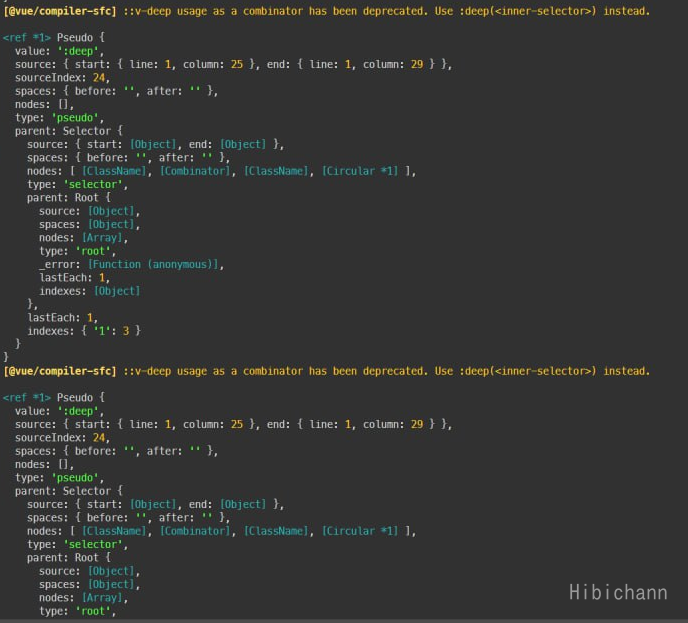 }
[@vue/compiler-sfc] ::v-deep usage as a combinator has been deprecated. Use :deep(<inner-selector>) instead.
<ref *1> Pseudo {
  value: ':deep',
  source: { start: { line: 1, column: 25 }, end: { line: 1, column: 29 } },
  sourceIndex: 24,
  spaces: { before: '', after: '' },
  nodes: [],
  type: 'pseudo',
  parent: Selector {
    source: { start: [Object], end: [Object] },
    spaces: { before: '', after: '' },
    nodes: [ [ClassName], [Combinator], [ClassName], [Circular *1] ],
    type: 'selector',
    parent: Root {
      source: [Object],
      spaces: [Object],
      nodes: [Array],
      type: 'root',
      _error: [Function (anonymous)],
      lastEach: 1,
      indexes: [Object]
    },
    lastEach: 1,
    indexes: { '1': 3 }
  }
}
[@vue/compiler-sfc] ::v-deep usage as a combinator has been deprecated. Use :deep(<inner-selector>) instead.
<ref *1> Pseudo {
  value: ':deep',
  source: { start: { line: 1, column: 25 }, end: { line: 1, column: 29 } },
  sourceIndex: 24,
  spaces: { before: '', after: '' },
  nodes: [],
  type: 'pseudo',
  parent: Selector {
    source: { start: [Object], end: [Object] },
    spaces: { before: '', after: '' },
    nodes: [ [ClassName], [Combinator], [ClassName], [Circular *1] ],
    type: 'selector',
    parent: Root {
      source: [Object],
      spaces: [Object],
      nodes: [Array],
      type: 'root',
Hibichann